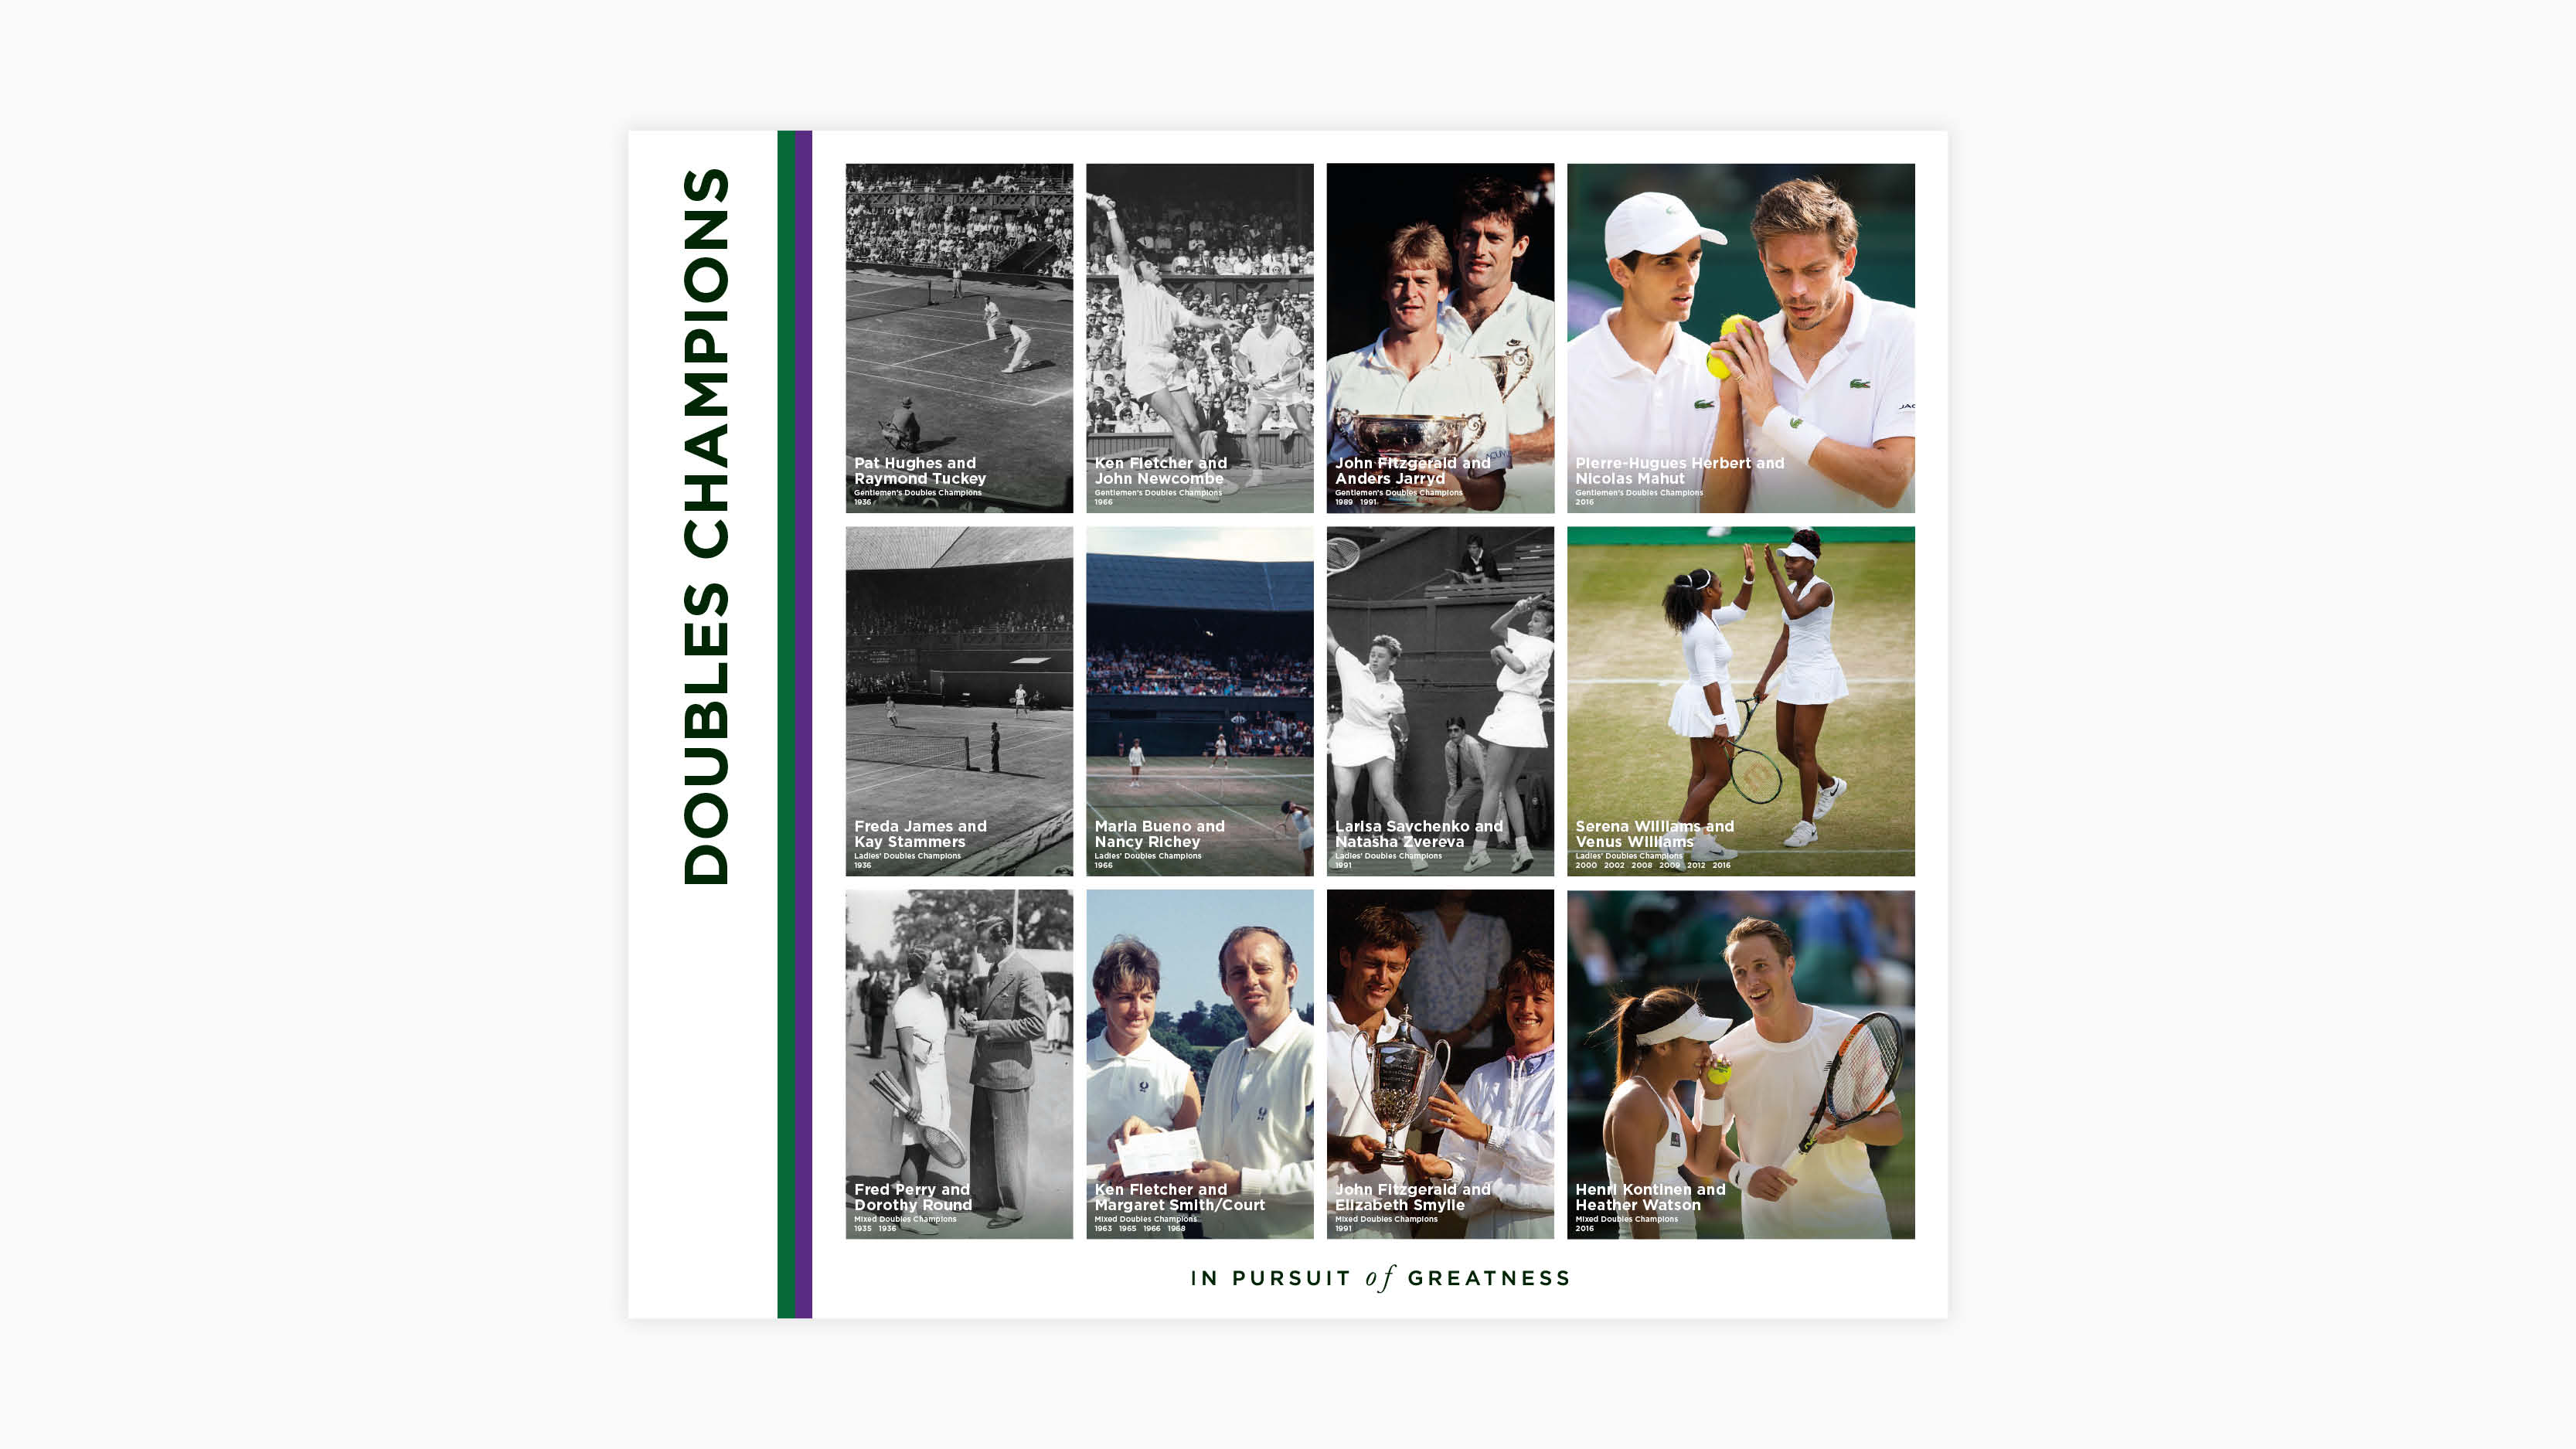 DOUBLES CHAMPIONS
Pat Hughes and
Raymond Tuckey
Gentlemen's Doubles Champions
1936
Ken Fletcher and
John Newcombe
Gentlemen's Doubles Champions
1966
John Fitzgerald and
Anders Jarryd
Gentlemen's Doubles Champions
1989 1991
Pierre-Hugues Herbert and
Nicolas Mahut
Gentlemen's Doubles Champions
2016
Freda James and
Kay Stammers
Ladies' Doubles Champions
1936
Maria Bueno and
Nancy Richey
Ladies' Doubles Champions
1966
Larisa Savchenko and
Natasha Zvereva
Ladies' Doubles Champions
1991
Serena Williams and
Venus Williams
Ladies' Doubles Champions
2000 2002 2008 2009 2012 2016
Fred Perry and
Dorothy Round
Mixed Doubles Champions
1935 1936
Ken Fletcher and
Margaret Smith/Court
Mixed Doubles Champions
1963 1965 1966 1968
John Fitzgerald and
Elizabeth Smylie
Mixed Doubles Champions
1991
Henri Kontinen and
Heather Watson
Mixed Doubles Champions
2016
IN PURSUIT of GREATNESS